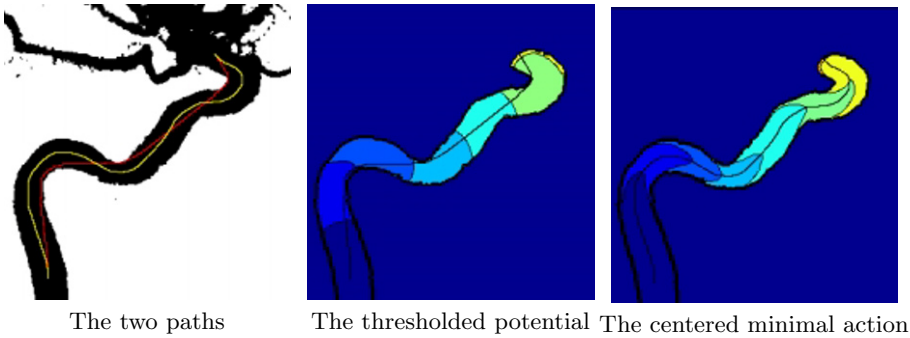 The two paths
The thresholded potential
The centered minimal action